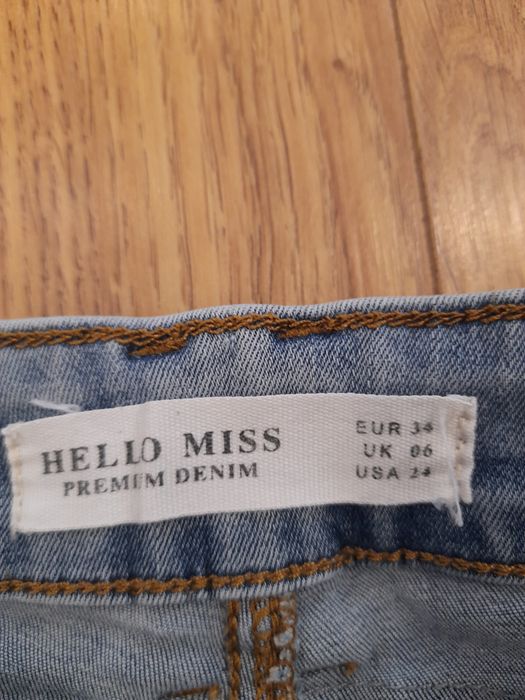 HELLO MISS
PREMIUM DENIM
EUR 34
UK 06
USA 24